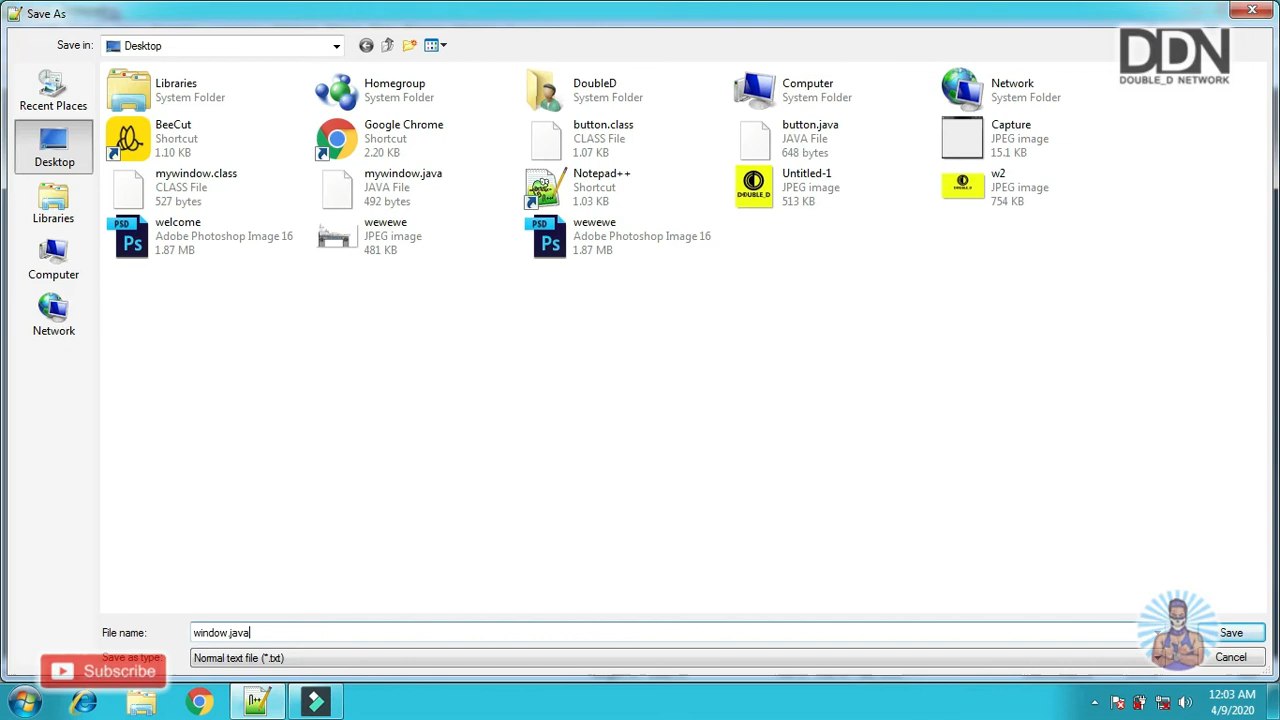 Save As
Save in:
Desktop
DDN
DOUBLE_D NETWORK
Recent Places
Desktop
Libraries
Computer
Network
Libraries
System Folder
Homegroup
System Folder
DoubleD
System Folder
Computer
System Folder
Network
System Folder
BeeCut
Shortcut
1.10 KB
Google Chrome
Shortcut
2.20 KB
button.class
CLASS File
1.07 KB
button.java
JAVA File
648 bytes
Capture
JPEG image
15.1 KB
mywindow.class
CLASS File
527 bytes
mywindow.java
JAVA File
492 bytes
Notepad++
Shortcut
1.03 KB
DOUBLE_D
Untitled-1
JPEG image
513 KB
w2
JPEG image
754 KB
PSD
Ps
welcome
Adobe Photoshop Image 16
1.87 MB
wewewe
JPEG image
481 KB
PSD
Ps
wewewe
Adobe Photoshop Image 16
1.87 MB
File name:
window.java
Save
Save as type:
Normal text file (*.txt)
Cancel
Subscribe
12:03 AM
4/9/2020